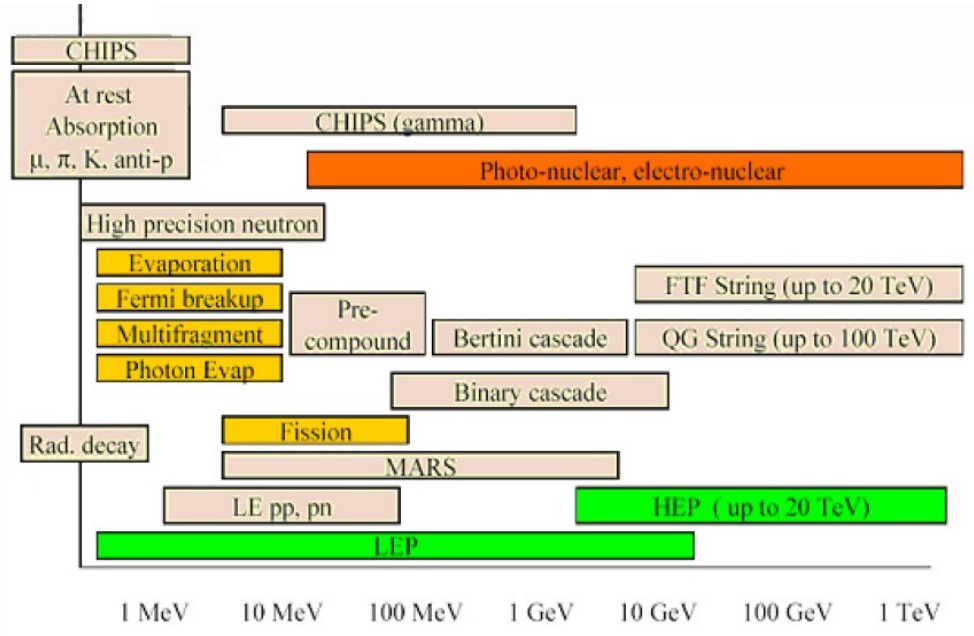 CHIPS
At rest
Absorption
μ, π, K, anti-p
CHIPS (gamma)
Photo-nuclear, electro-nuclear
High precision neutron
Evaporation
FTF String (up to 20 TeV)
Fermi breakup
Pre-
compound
Multifragment
Bertini cascade
QG String (up to 100 TeV)
Photon Evap
Binary cascade
Fission
Rad. decay
MARS
LE pp, pn
HEP ( up to 20 TeV)
LEP
1 MeV 10 MeV 100 MeV 1 GeV 10 GeV 100 GeV 1 TeV